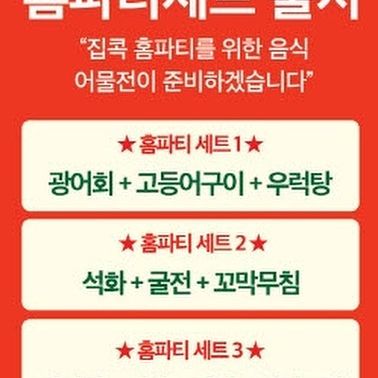 홈파티세트 출시
“집콕 홈파티를 위한 음식
어물전이 준비하겠습니다”
★ 홈파티 세트 1 ★
광어회 + 고등어구이 + 우럭탕
★ 홈파티 세트 2 ★
석화 + 굴전 + 꼬막무침
★ 홈파티 세트 3 ★